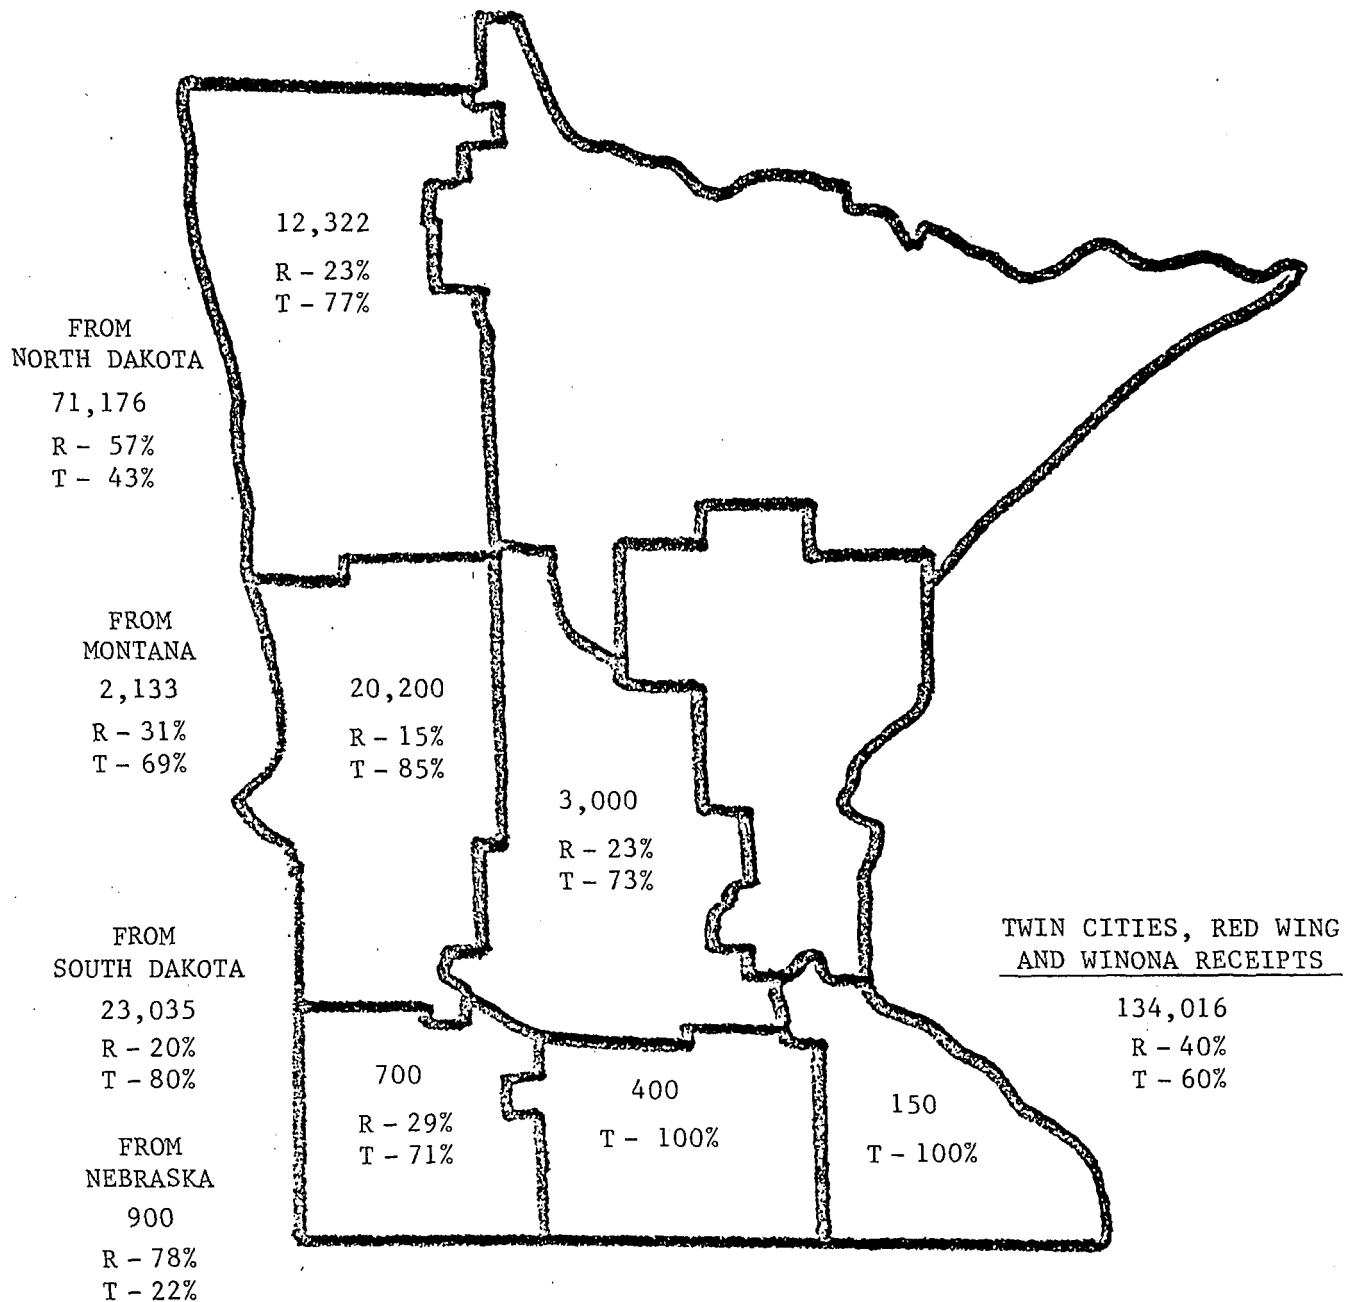 12,322
R - 23%
T - 77%
FROM
NORTH DAKOTA
71,176
R - 57%
T - 43%
FROM
MONTANA
2,133
R - 31%
T - 69%
20,200
R - 15%
T - 85%
3,000
R - 23%
T - 73%
FROM
SOUTH DAKOTA
23,035
R - 20%
T - 80%
TWIN CITIES, RED WING
AND WINONA RECEIPTS
134,016
R - 40%
T - 60%
700
R - 29%
T - 71%
400
T - 100%
150
T - 100%
FROM
NEBRASKA
900
R - 78%
T - 22%